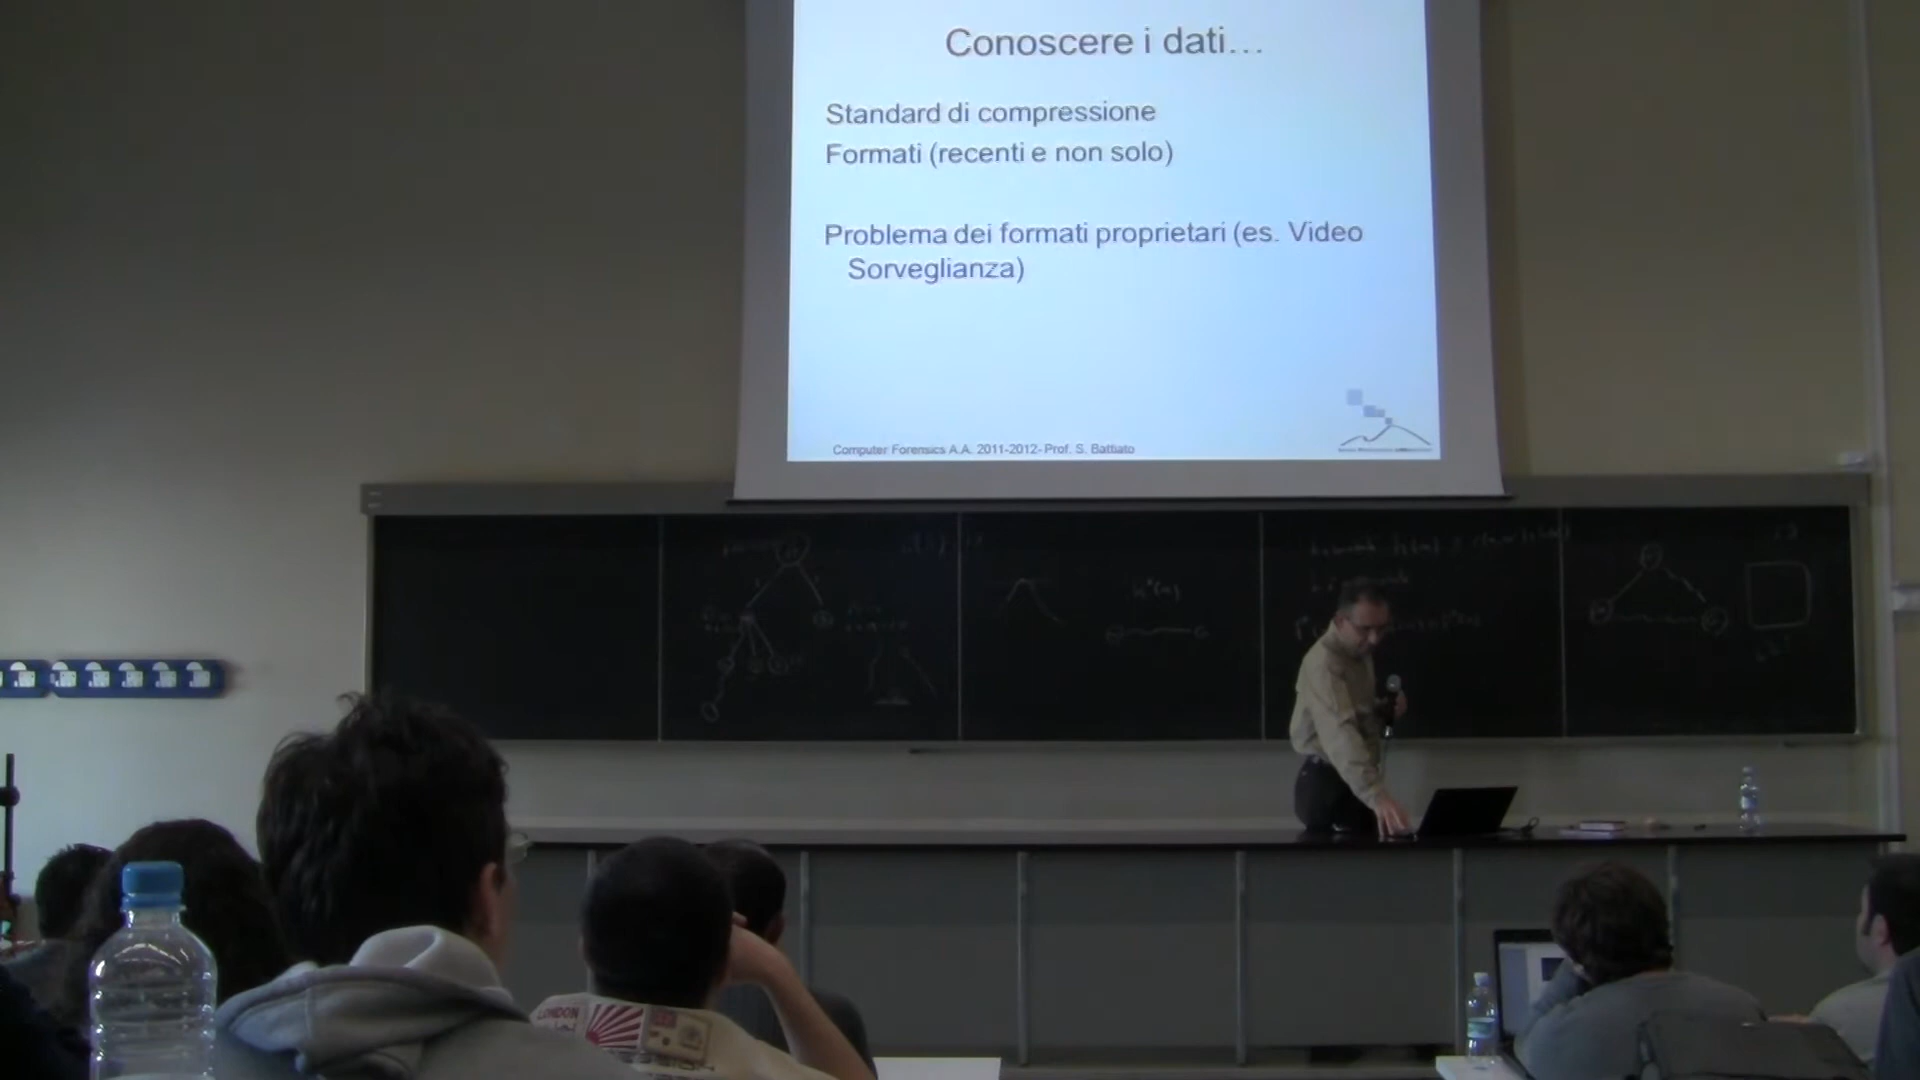 Conoscere i dati...
Standard di compressione
Formati (recenti e non solo)
Problema dei formati proprietari (es. Video
Sorveglianza)
Computer Forensics A.A. 2011-2012- Prof. S. Battiato
LONDON